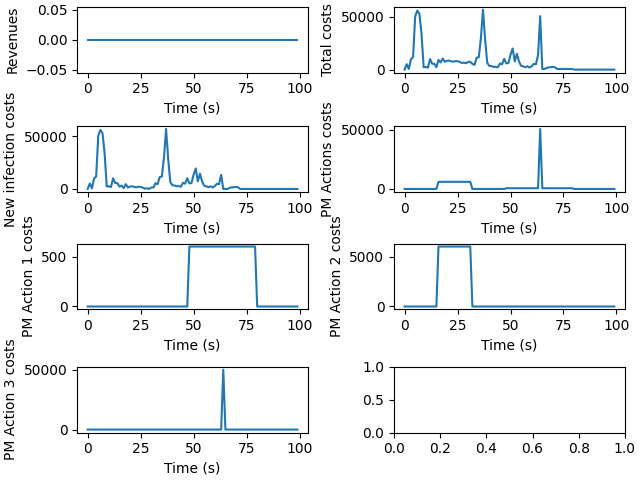 Revenues
0.05
0.00
−0.05
0 25 50 75 100
Time (s)
Total costs
50000
0
0 25 50 75 100
Time (s)
New infection costs
50000
0
0 25 50 75 100
Time (s)
PM Actions costs
50000
0
0 25 50 75 100
Time (s)
PM Action 1 costs
500
0
0 25 50 75 100
Time (s)
PM Action 2 costs
5000
0
0 25 50 75 100
Time (s)
PM Action 3 costs
50000
0
0 25 50 75 100
Time (s)
1.0
0.5
0.0
0.0 0.2 0.4 0.6 0.8 1.0